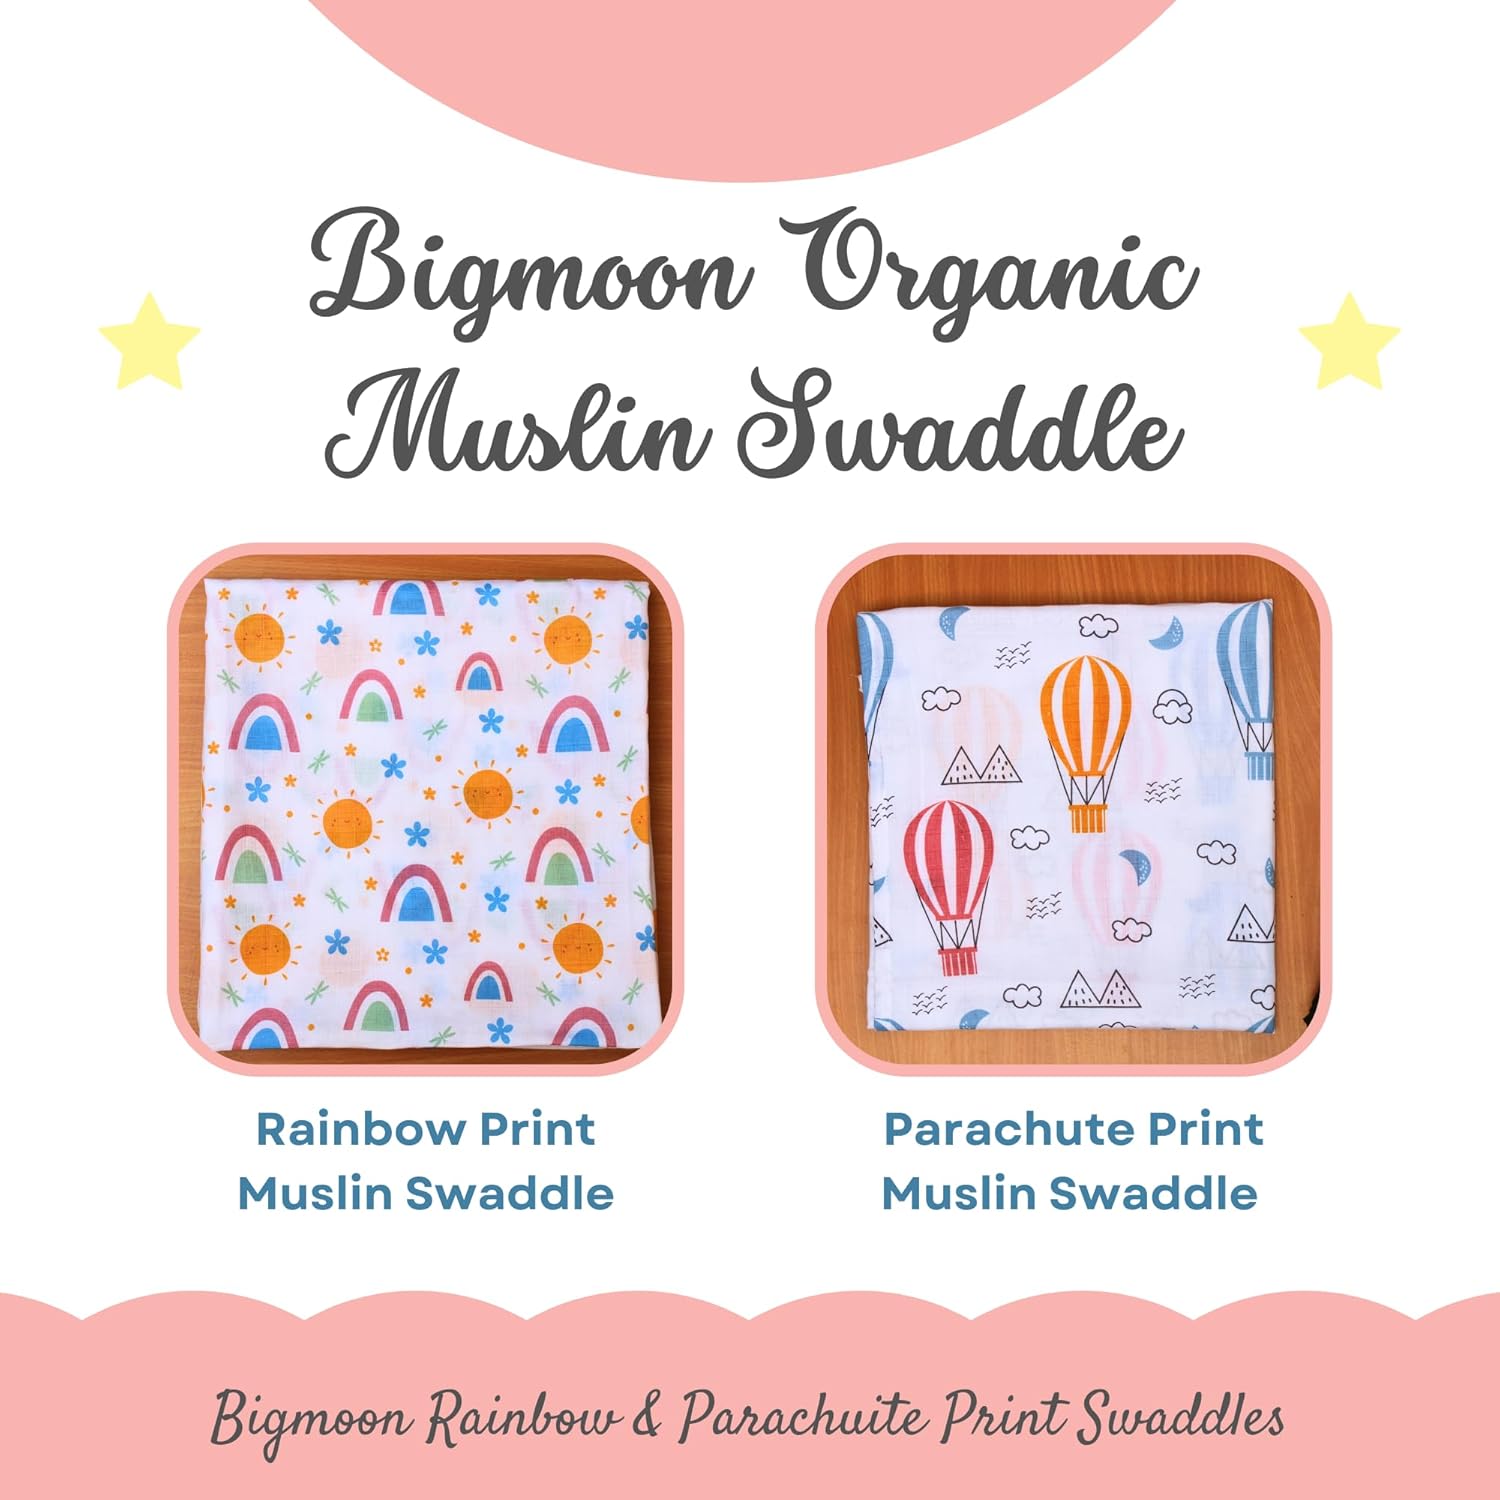 Bigmoon Organic
Muslin Swaddle
Rainbow Print
Muslin Swaddle
Parachute Print
Muslin Swaddle
Bigmoon Rainbow & Parachuite Print Swaddles